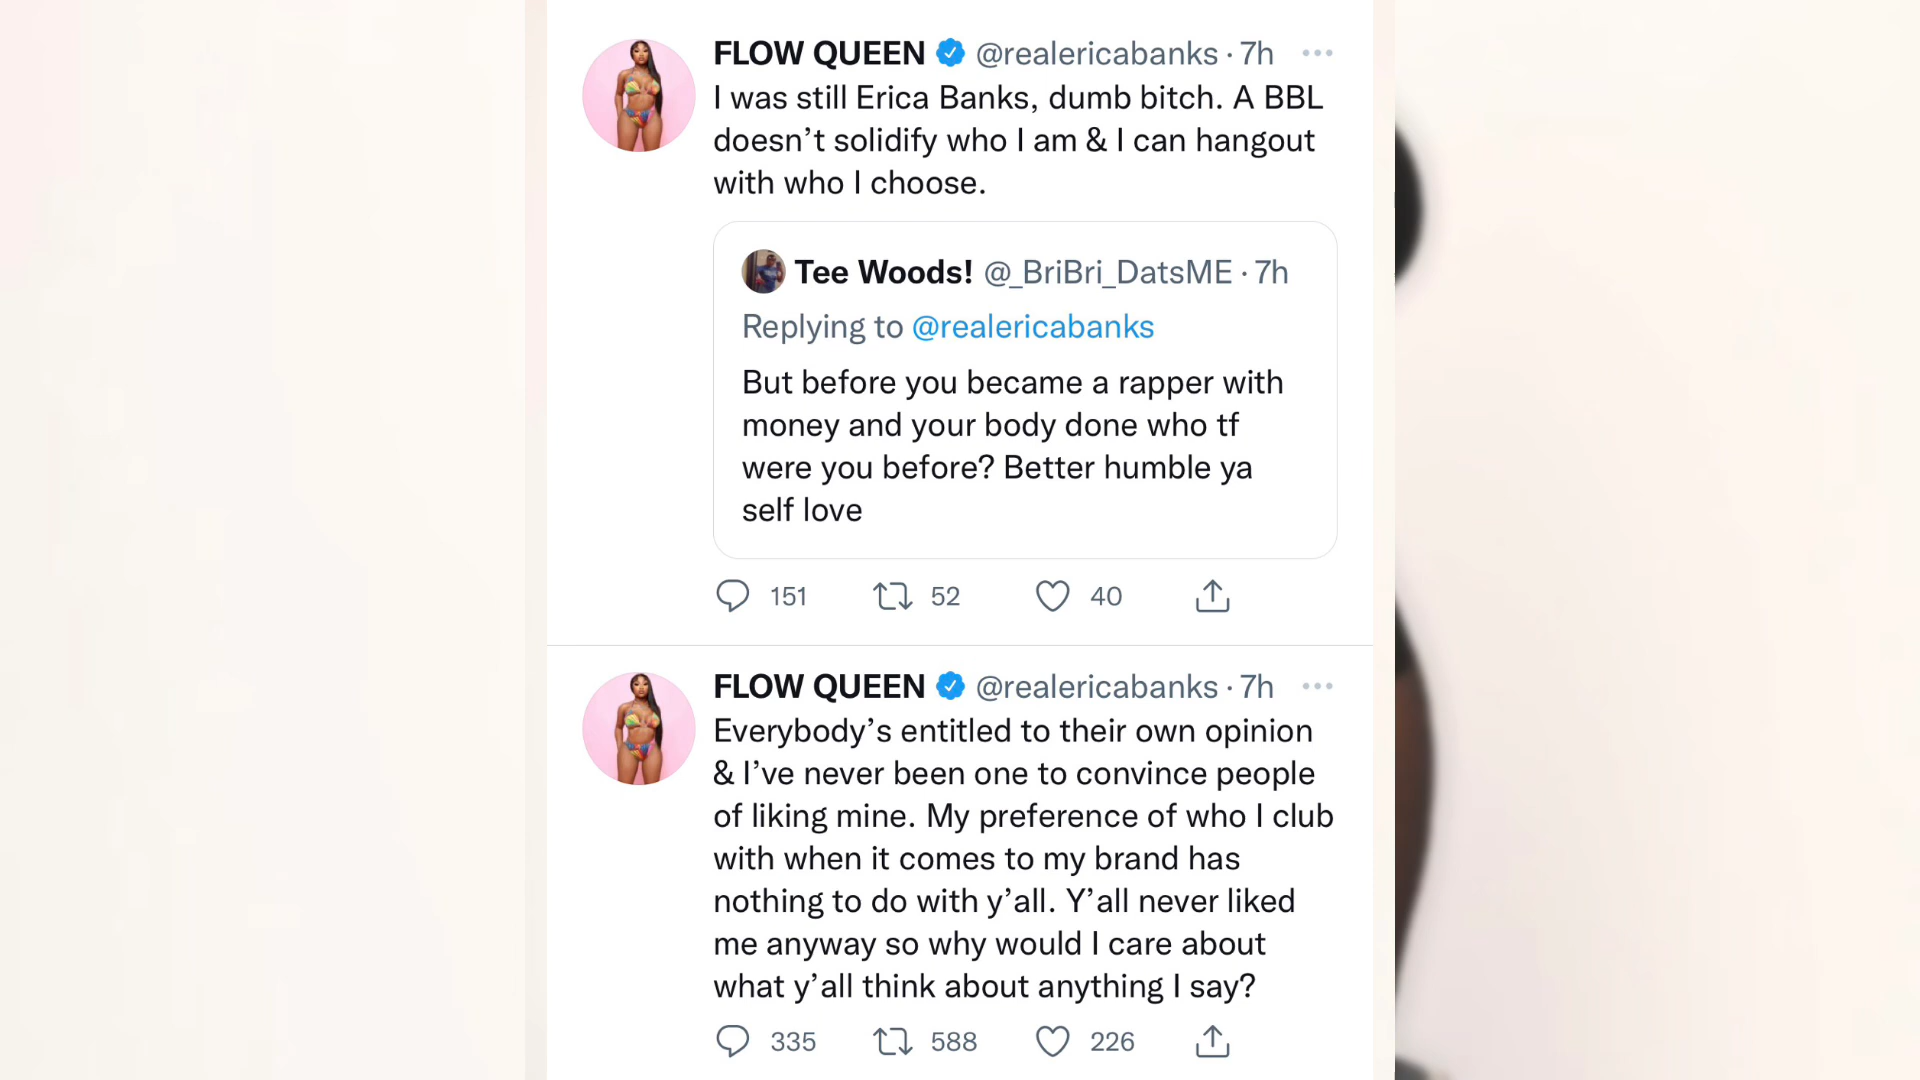 FLOW QUEEN @realericabanks · 7h
I was still Erica Banks, dumb bitch. A BBL
doesn’t solidify who I am & I can hangout
with who I choose.
Tee Woods! @_BriBri_DatsME · 7h
Replying to @realericabanks
But before you became a rapper with
money and your body done who tf
were you before? Better humble ya
self love
151 52 40
FLOW QUEEN @realericabanks · 7h
Everybody’s entitled to their own opinion
& I’ve never been one to convince people
of liking mine. My preference of who I club
with when it comes to my brand has
nothing to do with y’all. Y’all never liked
me anyway so why would I care about
what y’all think about anything I say?
335 588 226